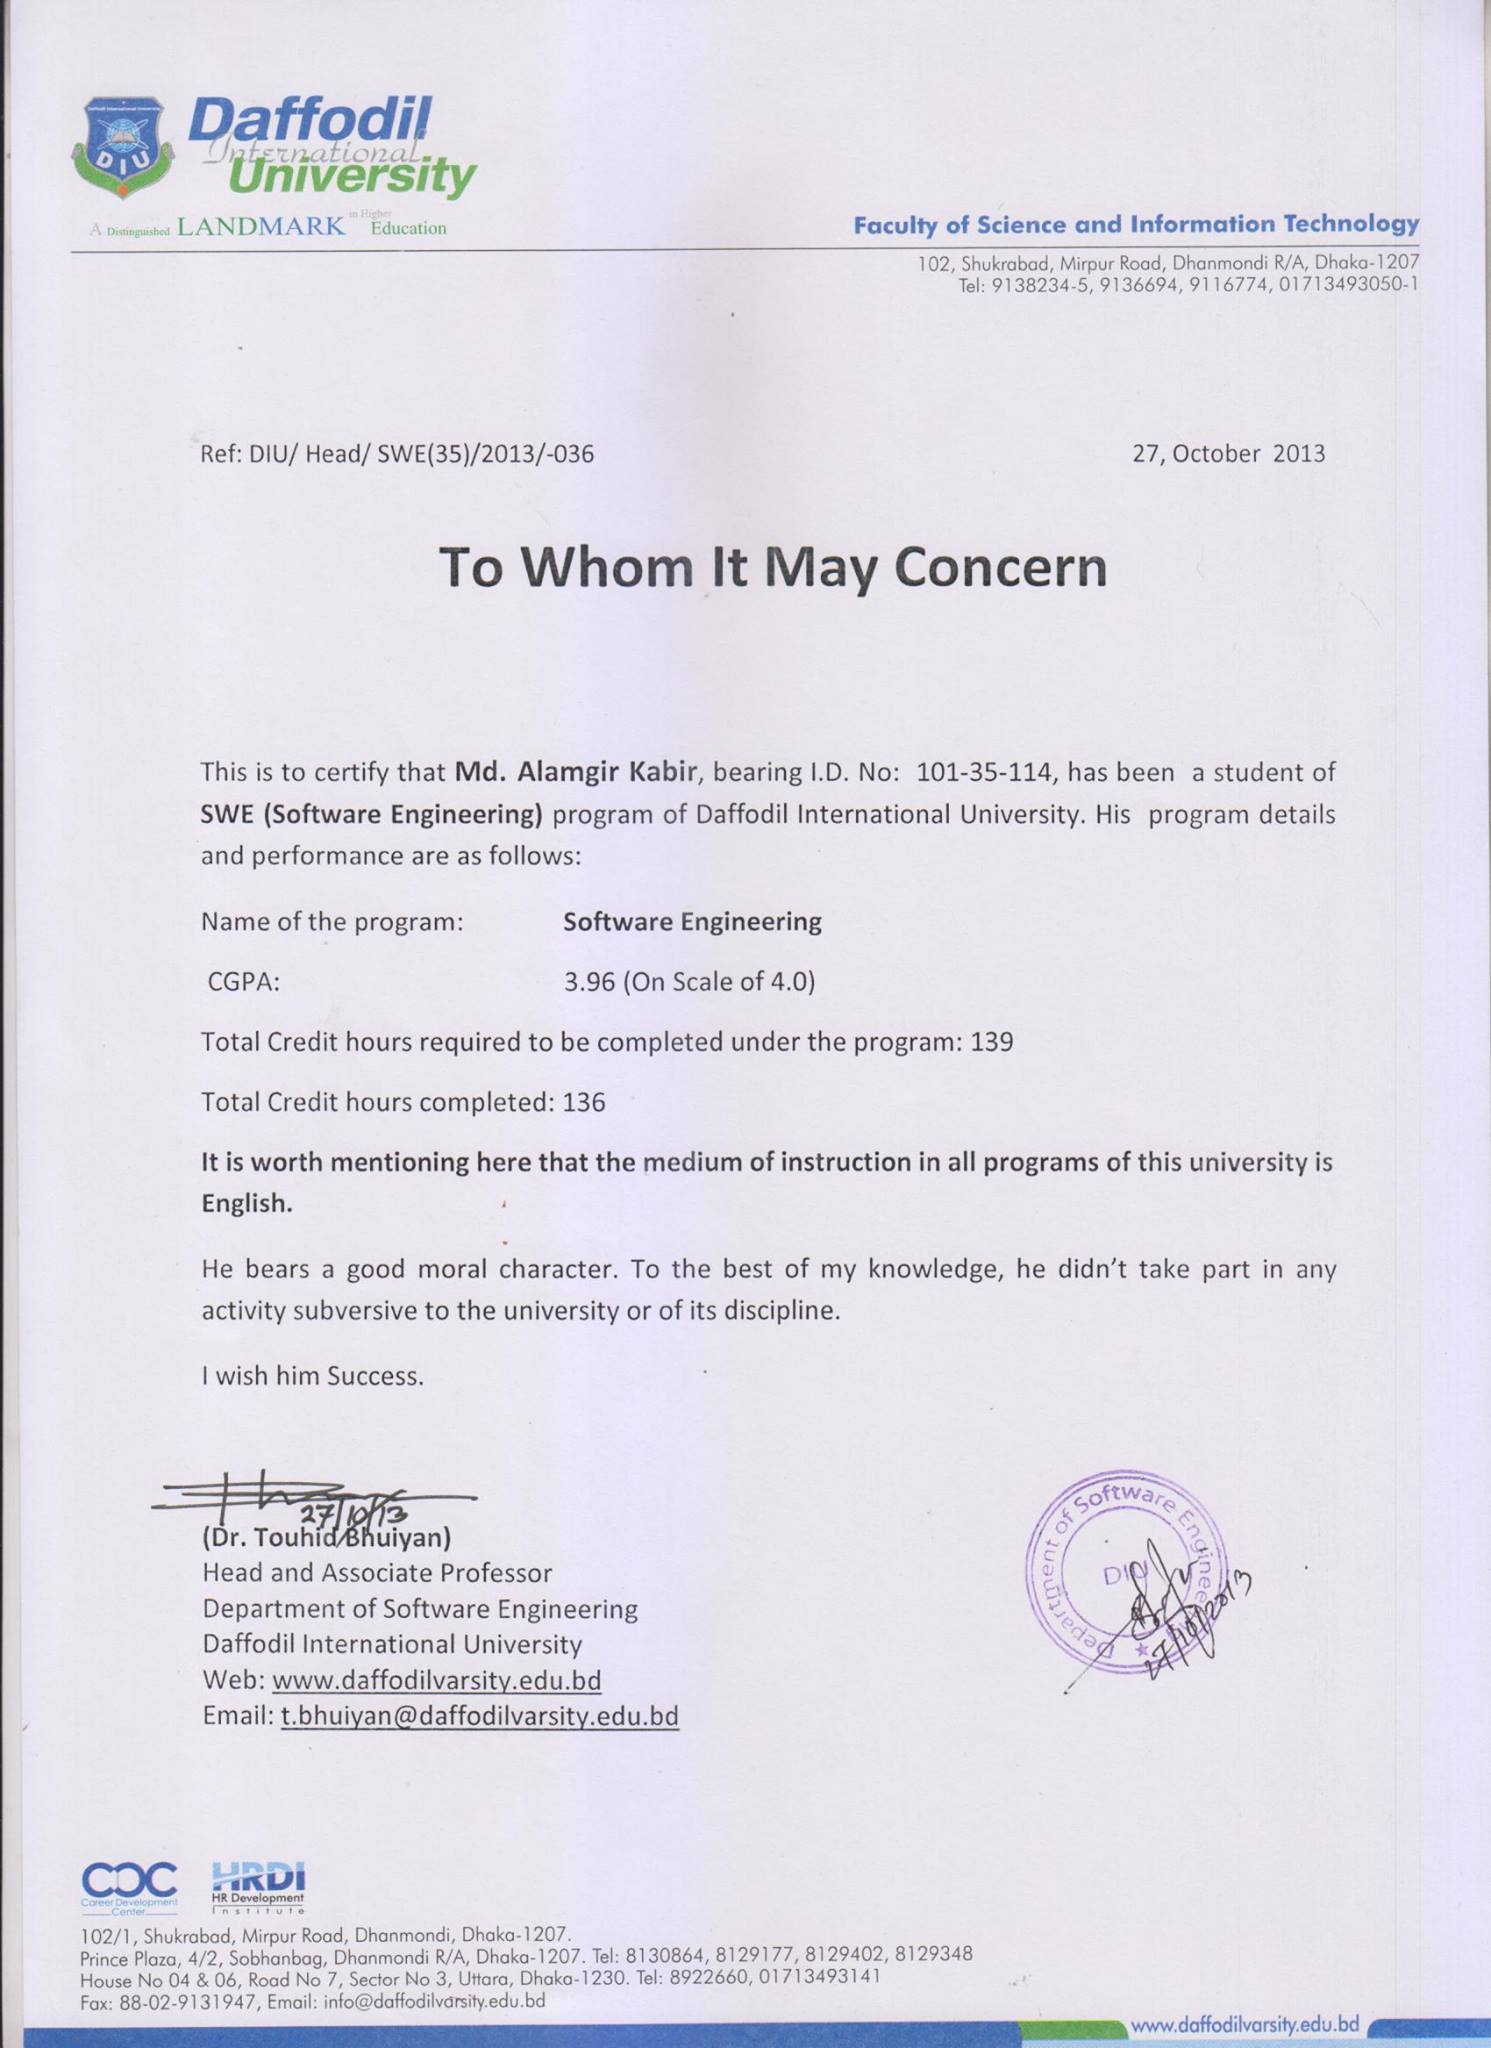 Daffodil International University
DIU
Daffodil
International
University
A Distinguished LANDMARK in Higher Education
Faculty of Science and Information Technology
102, Shukrabad, Mirpur Road, Dhanmondi R/A, Dhaka-1207
Tel: 9138234-5, 9136694, 9116774, 01713493050-1
Ref: DIU/ Head/ SWE(35)/2013/-036 27, October 2013
To Whom It May Concern
This is to certify that Md. Alamgir Kabir, bearing I.D. No: 101-35-114, has been a student of
SWE (Software Engineering) program of Daffodil International University. His program details
and performance are as follows:
Name of the program: Software Engineering
CGPA: 3.96 (On Scale of 4.0)
Total Credit hours required to be completed under the program: 139
Total Credit hours completed: 136
It is worth mentioning here that the medium of instruction in all programs of this university is
English.
He bears a good moral character. To the best of my knowledge, he didn't take part in any
activity subversive to the university or of its discipline.
I wish him Success.
27/10/13
(Dr. Touhid Bhuiyan)
Head and Associate Professor
Department of Software Engineering
Daffodil International University
Web: www.daffodilvarsity.edu.bd
Email: t.bhuiyan@daffodilvarsity.edu.bd
Department of Software Engineering
DIU
27/10/2013
CDC
Career Development
Center
HRDI
HR Development
Institute
102/1, Shukrabad, Mirpur Road, Dhanmondi, Dhaka-1207.
Prince Plaza, 4/2, Sobhanbag, Dhanmondi R/A, Dhaka-1207. Tel: 8130864, 8129177, 8129402, 8129348
House No 04 & 06, Road No 7, Sector No 3, Uttara, Dhaka-1230. Tel: 8922660, 01713493141
Fax: 88-02-9131947, Email: info@daffodilvarsity.edu.bd
www.daffodilvarsity.edu.bd